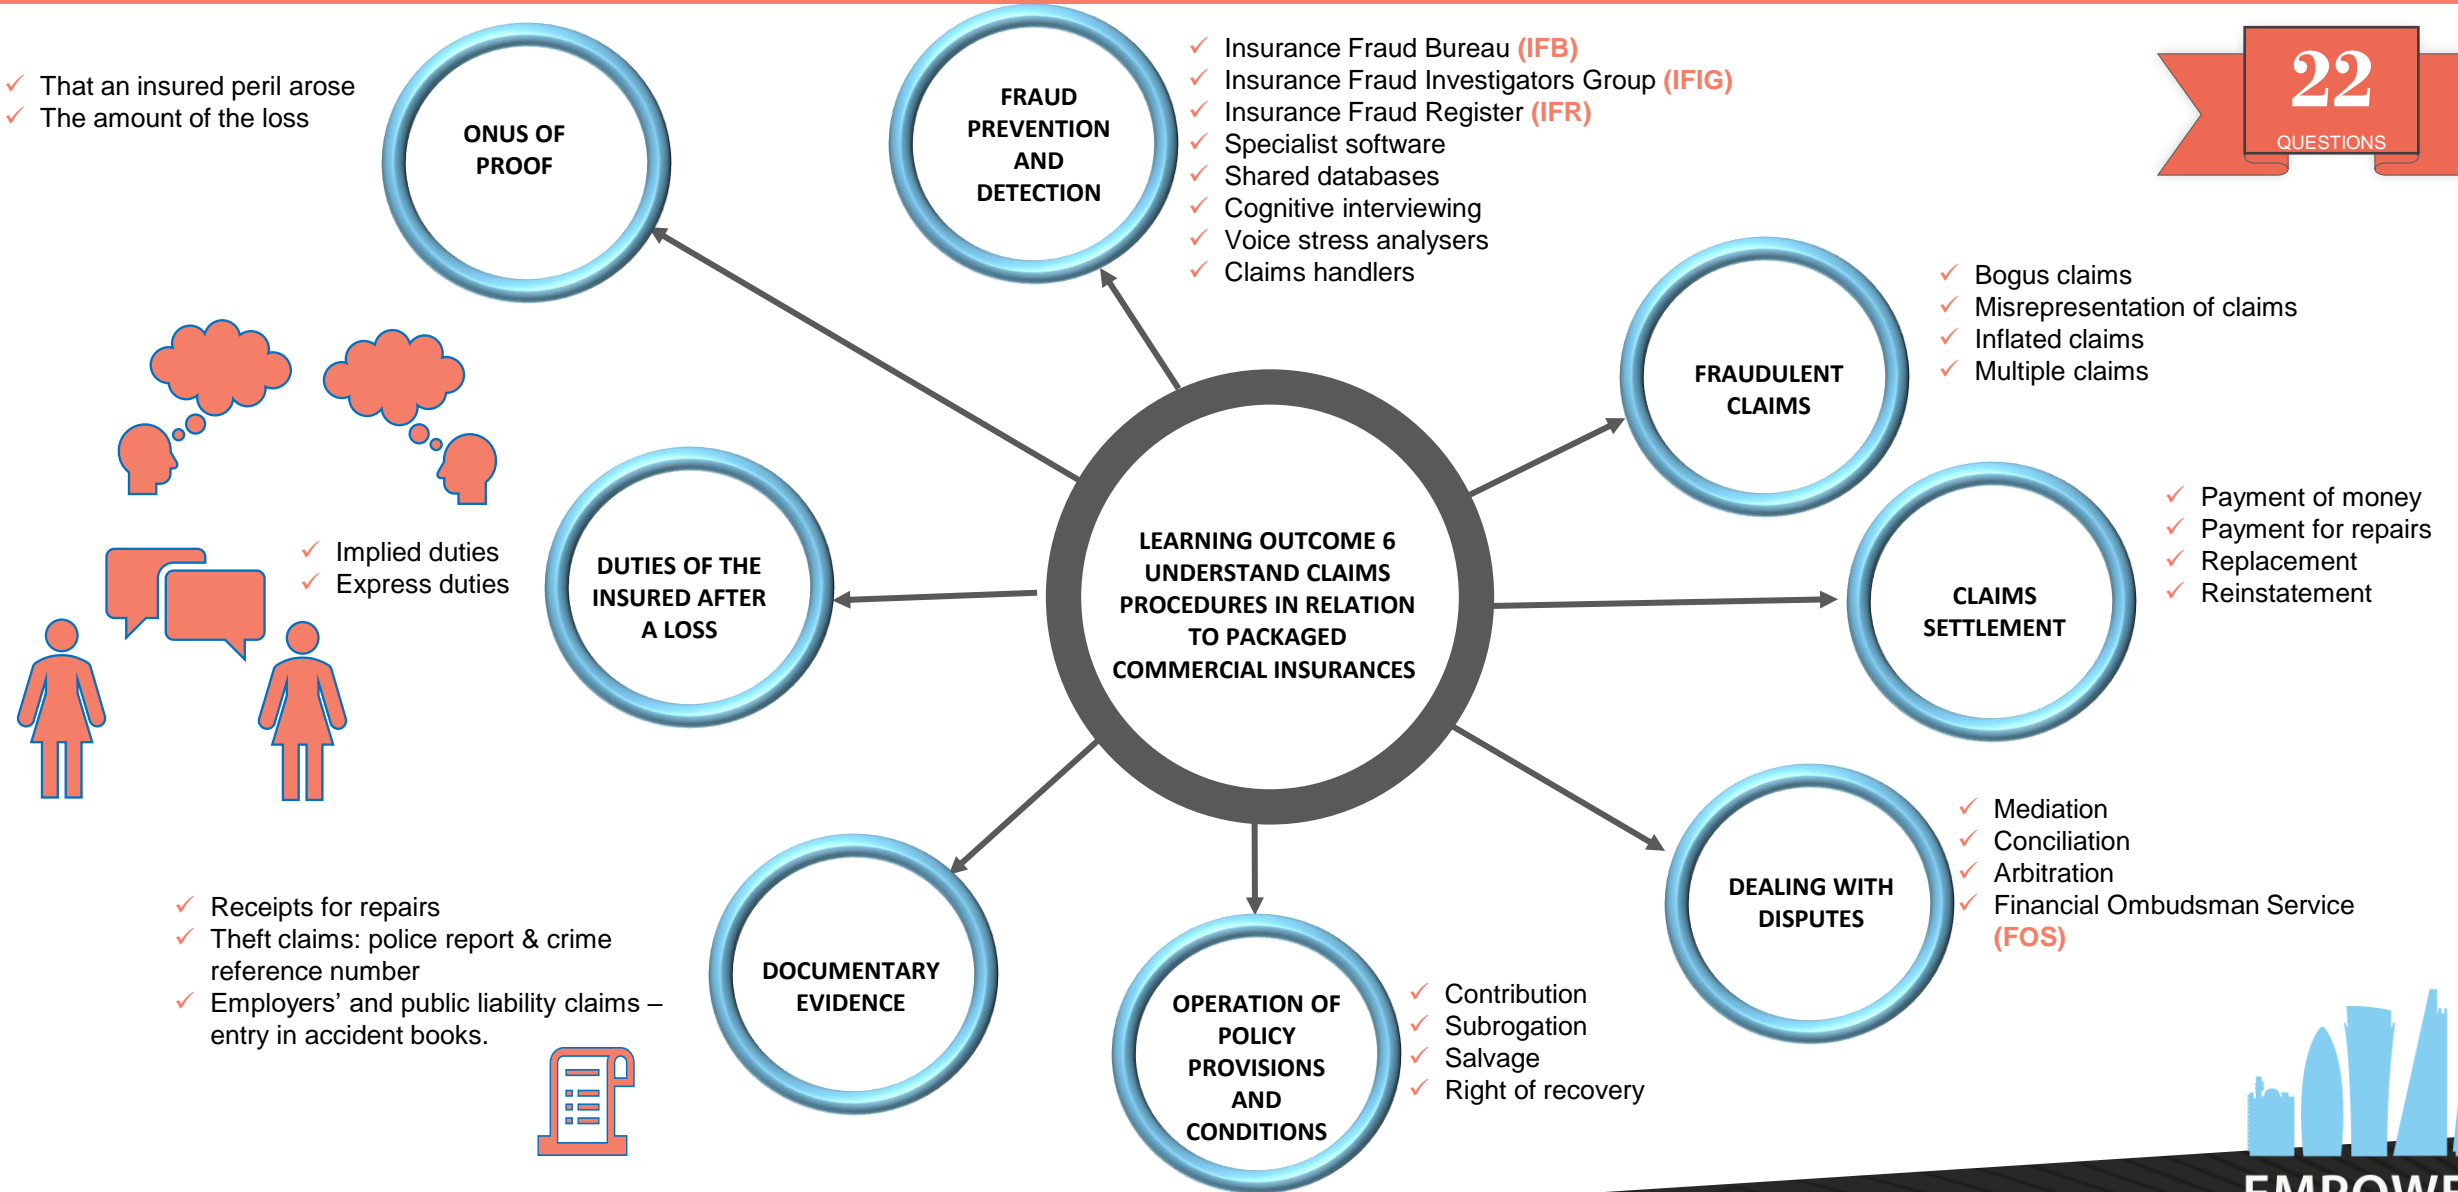 That an insured peril arose
The amount of the loss
ONUS OF
PROOF
FRAUD
PREVENTION
AND
DETECTION
Insurance Fraud Bureau (IFB)
Insurance Fraud Investigators Group (IFIG)
Insurance Fraud Register (IFR)
Specialist software
Shared databases
Cognitive interviewing
Voice stress analysers
Claims handlers
22
QUESTIONS
FRAUDULENT
CLAIMS
Bogus claims
Misrepresentation of claims
Inflated claims
Multiple claims
LEARNING OUTCOME 6
UNDERSTAND CLAIMS
PROCEDURES IN RELATION
TO PACKAGED
COMMERCIAL INSURANCES
Implied duties
Express duties
DUTIES OF THE
INSURED AFTER
A LOSS
CLAIMS
SETTLEMENT
Payment of money
Payment for repairs
Replacement
Reinstatement
Receipts for repairs
Theft claims: police report & crime
reference number
Employers’ and public liability claims –
entry in accident books.
DOCUMENTARY
EVIDENCE
OPERATION OF
POLICY
PROVISIONS
AND
CONDITIONS
Contribution
Subrogation
Salvage
Right of recovery
DEALING WITH
DISPUTES
Mediation
Conciliation
Arbitration
Financial Ombudsman Service
(FOS)